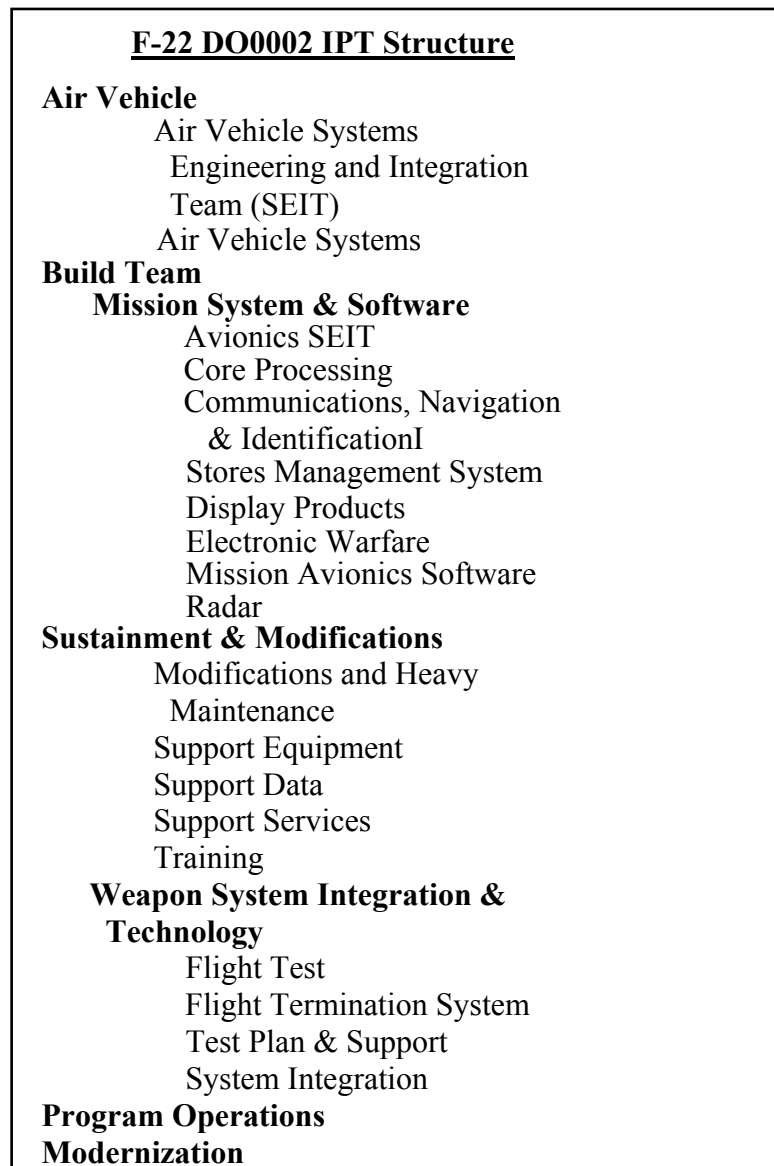 F-22 DO0002 IPT Structure
Air Vehicle
Air Vehicle Systems
Engineering and Integration
Team (SEIT)
Air Vehicle Systems
Build Team
Mission System & Software
Avionics SEIT
Core Processing
Communications, Navigation
& IdentificationI
Stores Management System
Display Products
Electronic Warfare
Mission Avionics Software
Radar
Sustainment & Modifications
Modifications and Heavy
Maintenance
Support Equipment
Support Data
Support Services
Training
Weapon System Integration &
Technology
Flight Test
Flight Termination System
Test Plan & Support
System Integration
Program Operations
Modernization